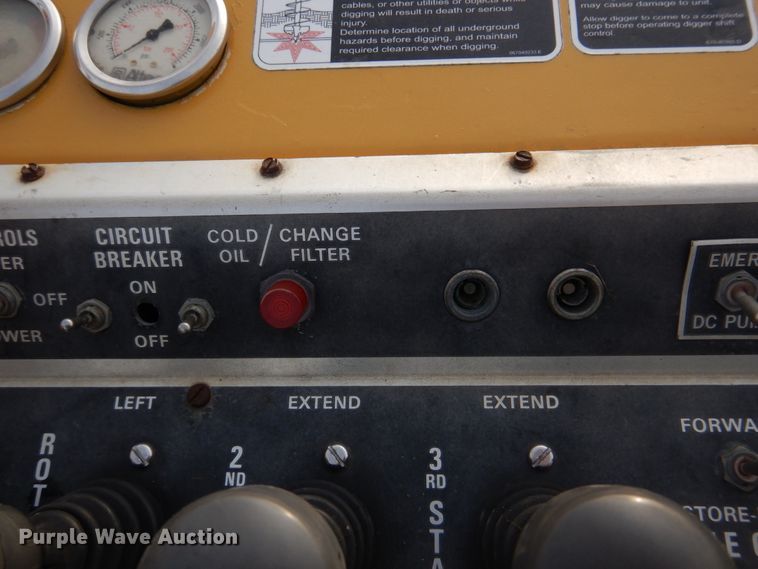 cables, or other utilities or objects while
digging will result in death or serious
injury.
Determine location of all underground
hazards before digging, and maintain
required clearance when digging.
may cause damage to unit.
Allow digger to come to a complete
stop before operating digger shift
control.
ROLS
ER
OFF
OWER
CIRCUIT
BREAKER
ON
OFF
COLD
OIL
/
CHANGE
FILTER
EMER
DC PU
LEFT
EXTEND
EXTEND
FORWA
ROT
2
ND
3
RD
STA
STORE-
LE
Purple Wave Auction